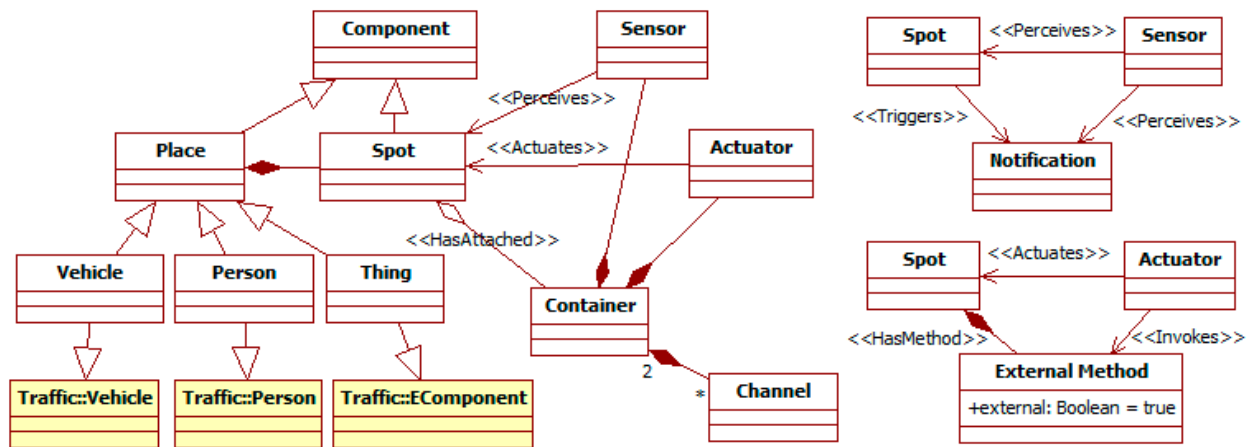 Component
Sensor
Spot
<<Perceives>>
Sensor
<<Perceives>>
<<Triggers>>
<<Perceives>>
Place
Spot
<<Actuates>>
Actuator
Notification
<<HasAttached>>
Vehicle
Person
Thing
Spot
<<Actuates>>
Actuator
Container
<<HasMethod>>
<<Invokes>>
2
External Method
Traffic::Vehicle
Traffic::Person
Traffic::EComponent
*
Channel
+external: Boolean = true